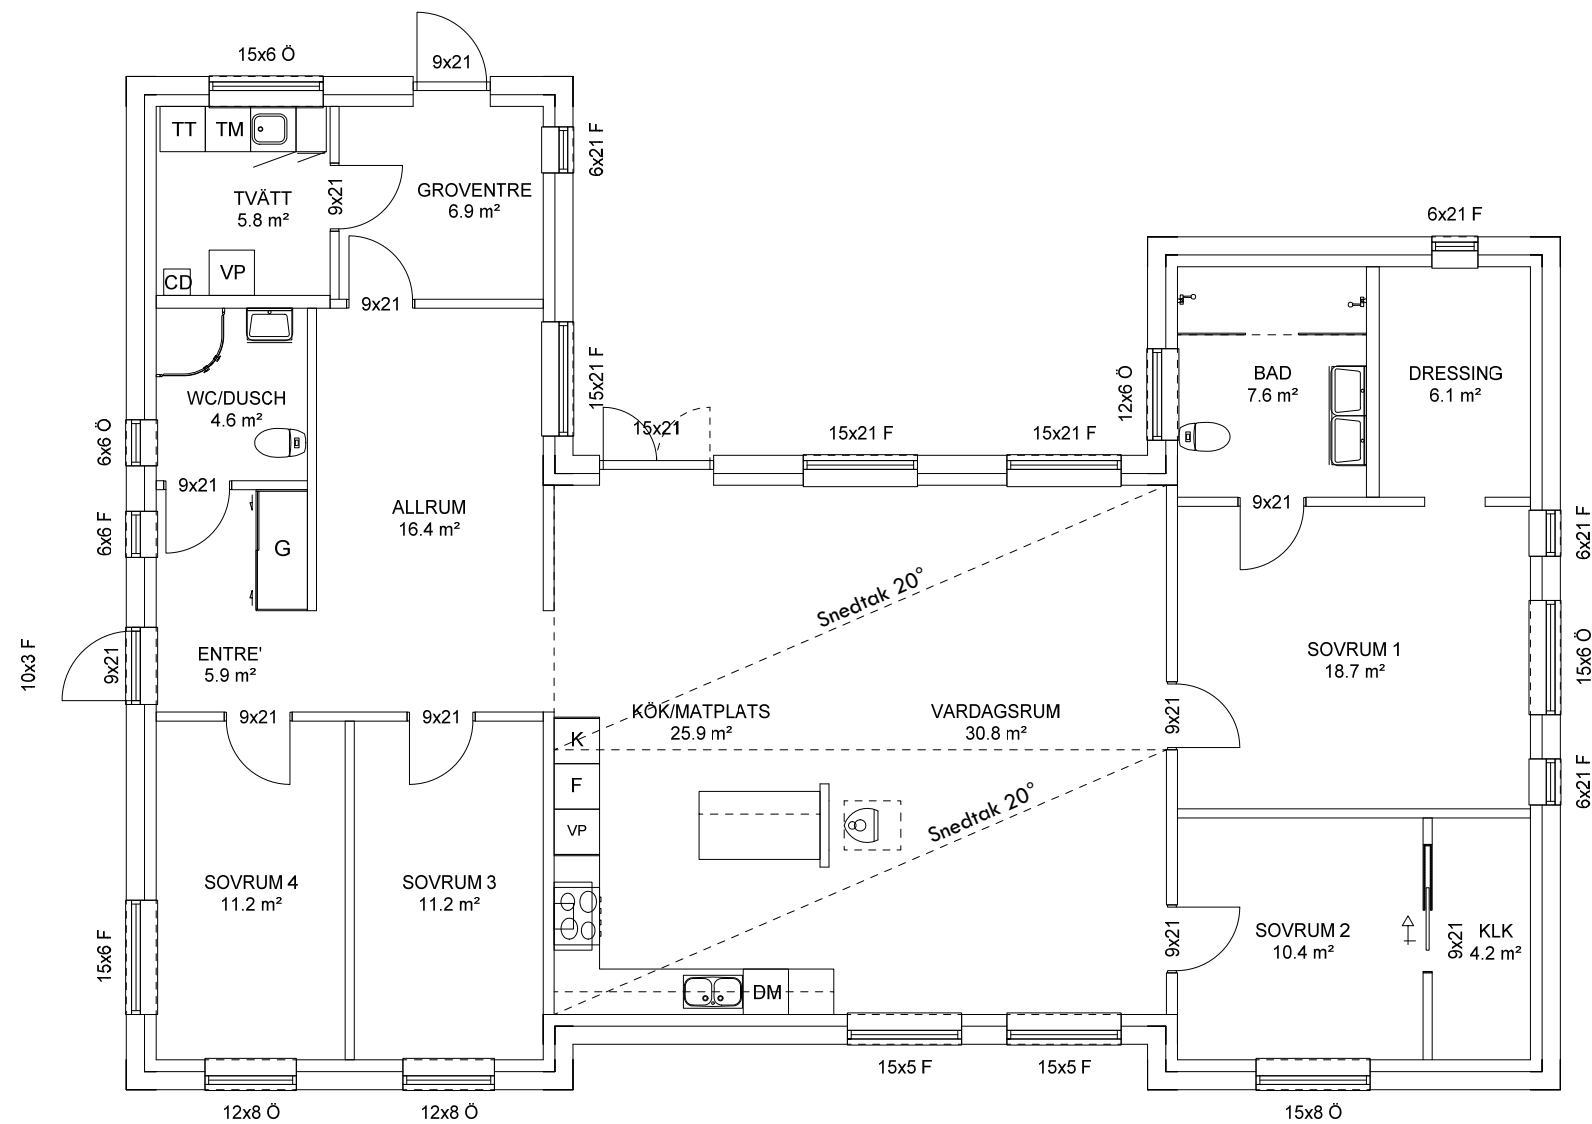 15x6 Ö
9x21
TT
TM
6x21 F
TVÄTT
5.8 m²
9x21
GROVENTRE
6.9 m²
6x21 F
CD
VP
9x21
WC/DUSCH
4.6 m²
15x21 F
12x6 Ö
BAD
7.6 m²
DRESSING
6.1 m²
6x6 Ö
15x21
15x21 F
15x21 F
9x21
9x21
ALLRUM
16.4 m²
6x6 F
G
6x21 F
Snedtak 20°
10x3 F
9x21
ENTRE'
5.9 m²
SOVRUM 1
18.7 m²
15x6 Ö
9x21
9x21
KÖK/MATPLATS
25.9 m²
VARDAGSRUM
30.8 m²
9x21
K
F
VP
6x21 F
Snedtak 20°
SOVRUM 4
11.2 m²
SOVRUM 3
11.2 m²
15x6 F
9x21
SOVRUM 2
10.4 m²
9x21
KLK
4.2 m²
DM
15x5 F
15x5 F
12x8 Ö
12x8 Ö
15x8 Ö